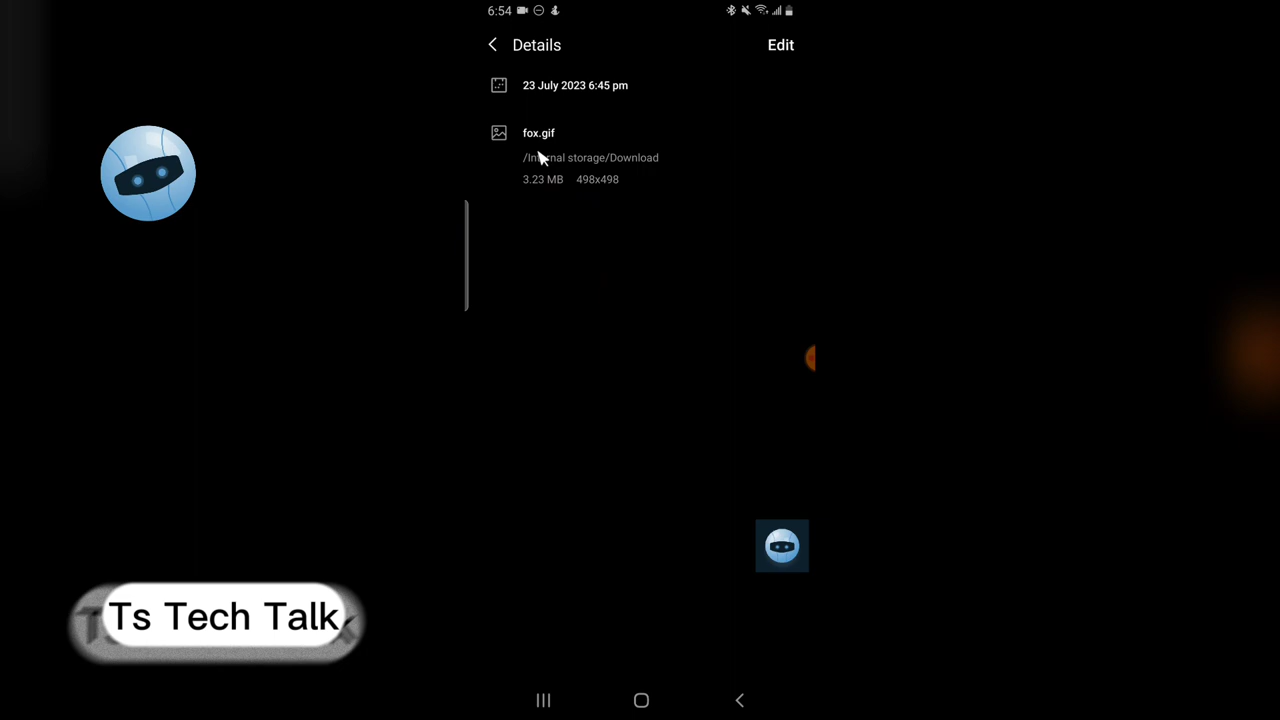 6:54
Details
Edit
23 July 2023 6:45 pm
fox.gif
/Internal storage/Download
3.23 MB 498x498
Ts Tech Talk